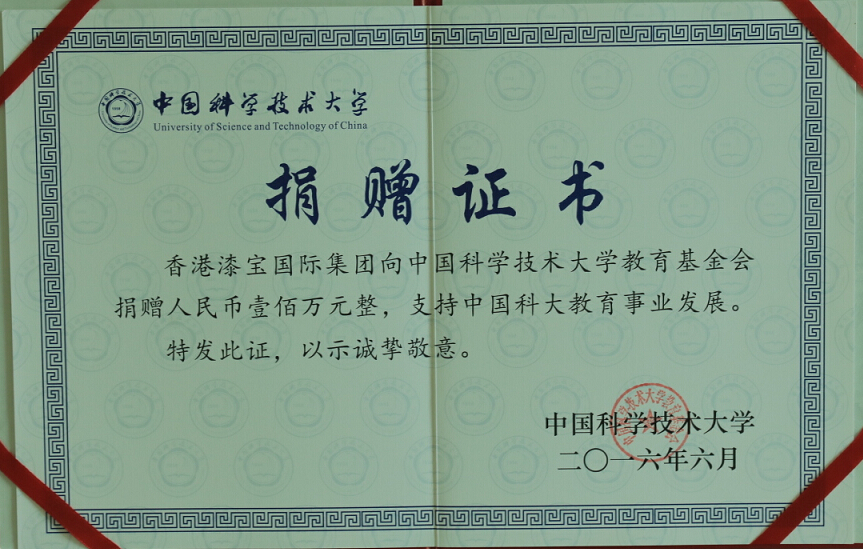 中国科学技术大学
University of Science and Technology of China
捐赠证书
香港漆宝国际集团向中国科学技术大学教育基金会
捐赠人民币壹佰万元整，支持中国科大教育事业发展。
特发此证，以示诚挚敬意。
中国科学技术大学
二〇一六年六月